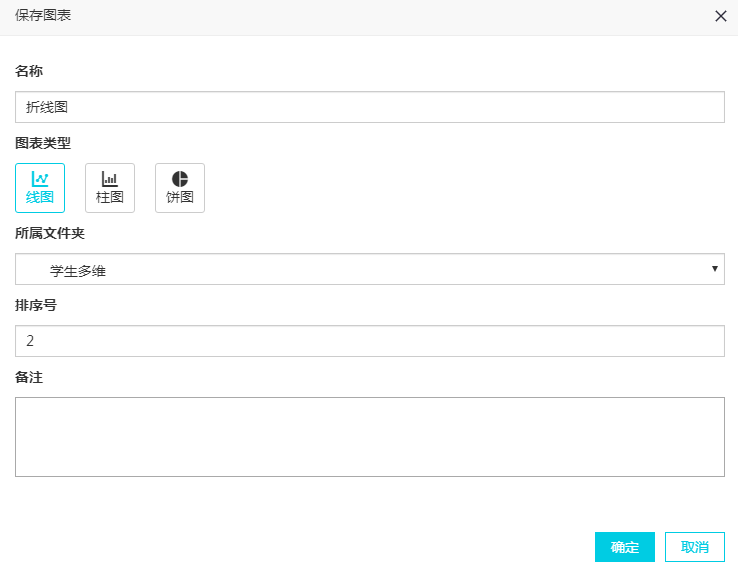 保存图表
名称
折线图
图表类型
线图 柱图 饼图
所属文件夹
学生多维
排序号
2
备注
确定 取消